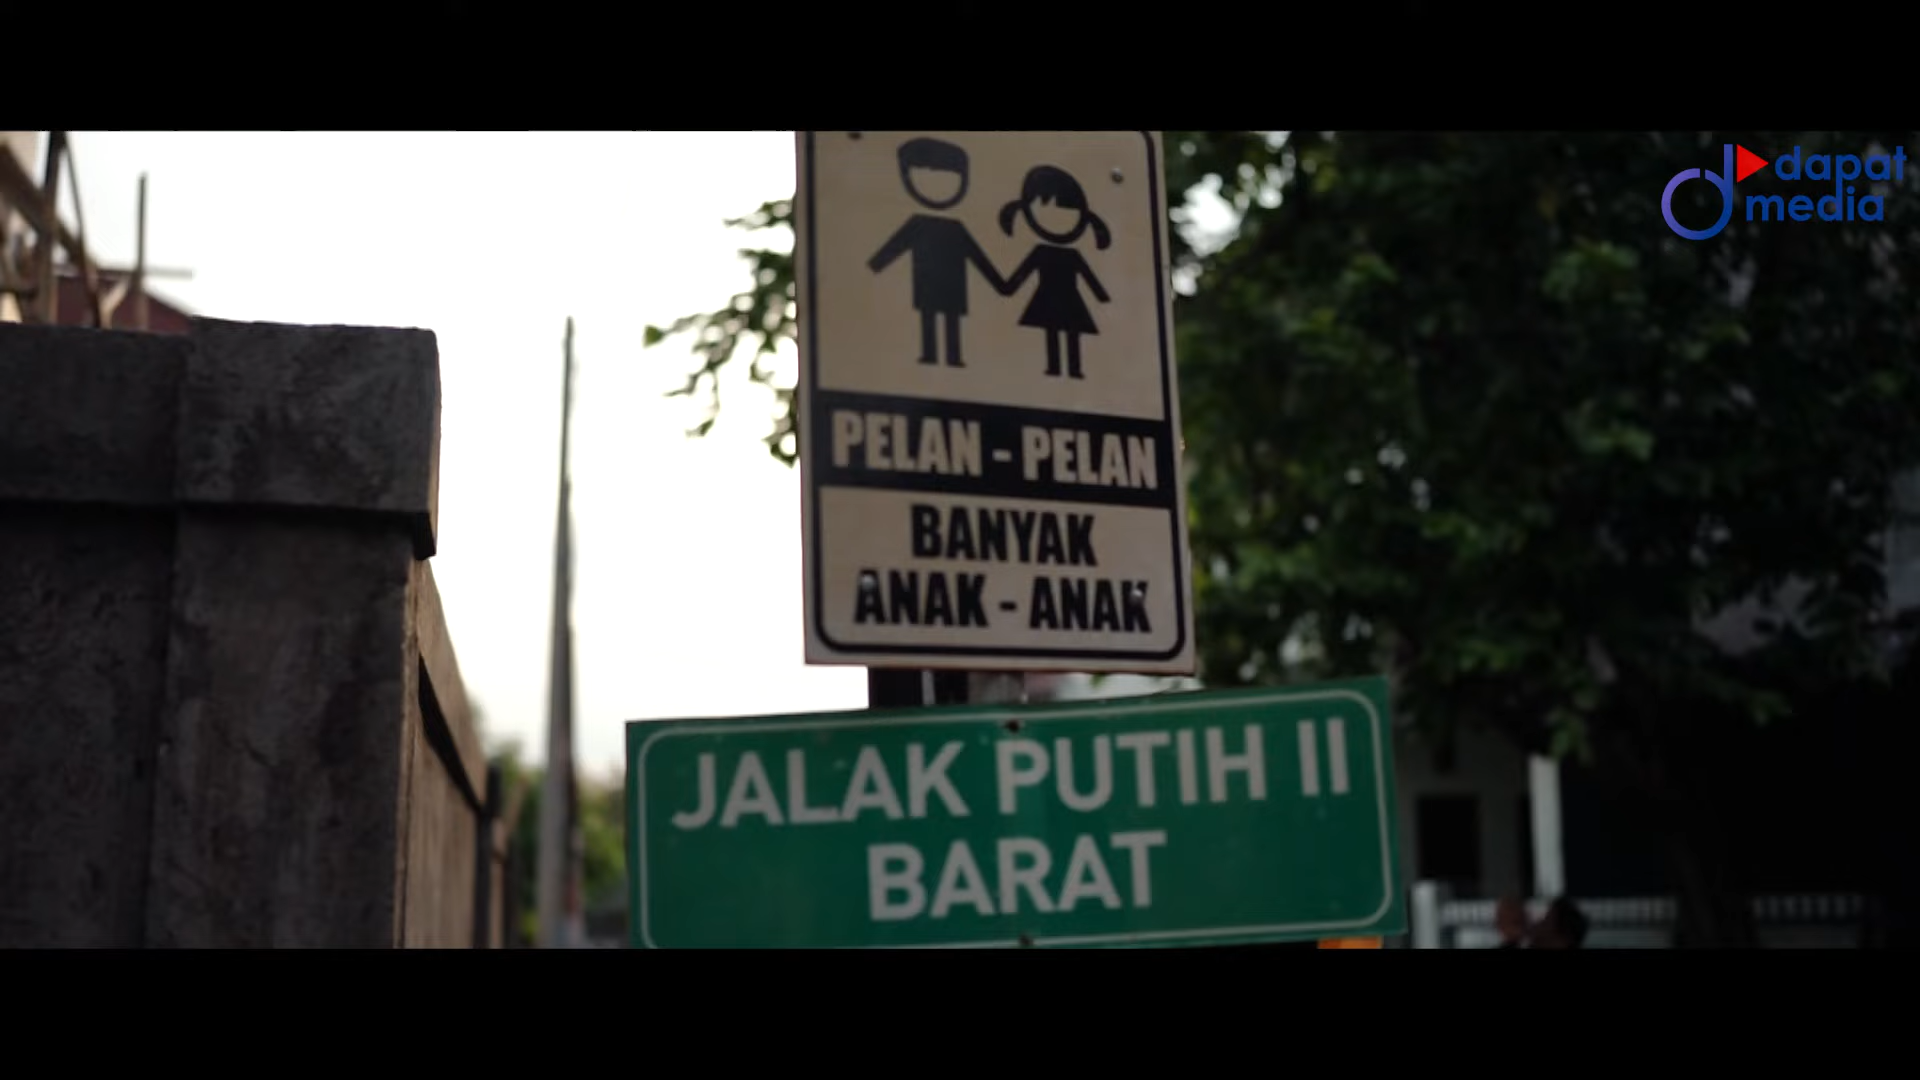 dapat
media
PELAN - PELAN
BANYAK
ANAK - ANAK
JALAK PUTIH II
BARAT